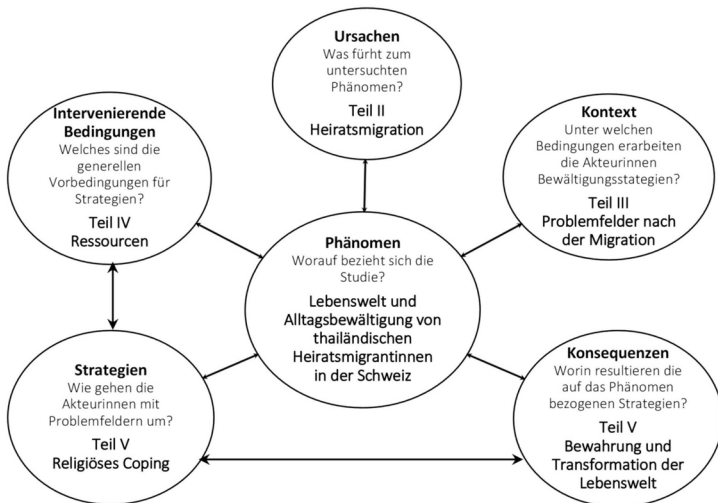 Ursachen
Was fürht zum
untersuchten
Phänomen?
Teil II
Heiratsmigration
Intervenierende
Bedingungen
Welches sind die
generellen
Vorbedingungen für
Strategien?
Teil IV
Ressourcen
Kontext
Unter welchen
Bedingungen erarbeiten
die Akteurinnen
Bewältigungsstategien?
Teil III
Problemfelder nach
der Migration
Phänomen
Worauf bezieht sich die
Studie?
Lebenswelt und
Alltagsbewältigung von
thailändischen
Heiratsmigrantinnen
in der Schweiz
Strategien
Wie gehen die
Akteurinnen mit
Problemfeldern um?
Teil V
Religiöses Coping
Konsequenzen
Worin resultieren die
auf das Phänomen
bezogenen Strategien?
Teil V
Bewahrung und
Transformation der
Lebenswelt